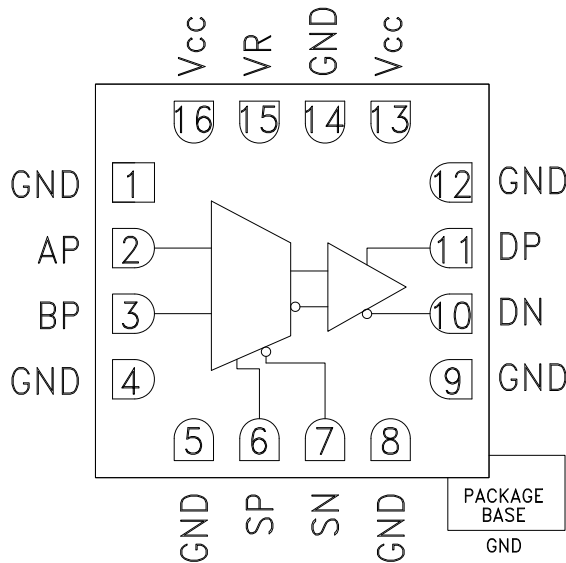 Vcc VR GND Vcc
16 15 14 13
GND 1 12 GND
AP 2 11 DP
BP 3 10 DN
GND 4 9 GND
5 6 7 8
GND SP SN GND
PACKAGE
BASE
GND